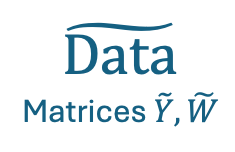 Data
Matrices Ỹ, W̃